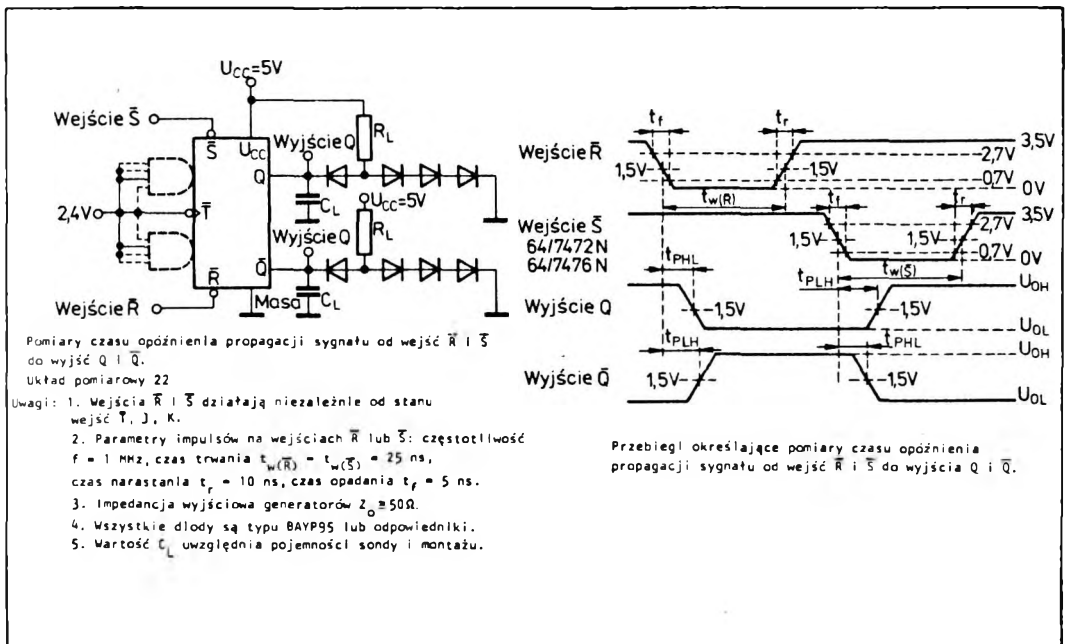 U_CC=5V
Wejście S̅
S̅
U_CC
Wyjście Q
R_L
Q
2,4V
T̅
C_L
U_CC=5V
Wyjście Q
R_L
Q̅
R̅
Wejście R̅
Masa
C_L
Pomiary czasu opóźnienia propagacji sygnału od wejść R̅ i S̅
do wyjść Q i Q̅.
Układ pomiarowy 22
Uwagi: 1. Wejścia R̅ i S̅ działają niezależnie od stanu
wejść T̅, J, K.
2. Parametry impulsów na wejściach R̅ lub S̅: częstotliwość
f = 1 MHz, czas trwania t_w(R̅) = t_w(S̅) = 25 ns,
czas narastania t_r = 10 ns, czas opadania t_f = 5 ns.
3. Impedancja wyjściowa generatorów Z_o ≅ 50Ω.
4. Wszystkie diody są typu BAYP95 lub odpowiedniki.
5. Wartość C_L uwzględnia pojemności sondy i montażu.
t_f
t_r
Wejście R̅
3,5V
2,7V
1,5V
1,5V
0,7V
0V
t_w(R)
t_f
t_r
Wejście S̅
3,5V
64/7472N
2,7V
1,5V
1,5V
64/7476N
0,7V
0V
t_PHL
t_w(S̅)
t_PLH
U_OH
Wyjście Q
1,5V
1,5V
U_OL
t_PLH
t_PHL
U_OH
Wyjście Q̅
1,5V
1,5V
U_OL
Przebiegi określające pomiary czasu opóźnienia
propagacji sygnału od wejść R̅ i S̅ do wyjścia Q i Q̅.